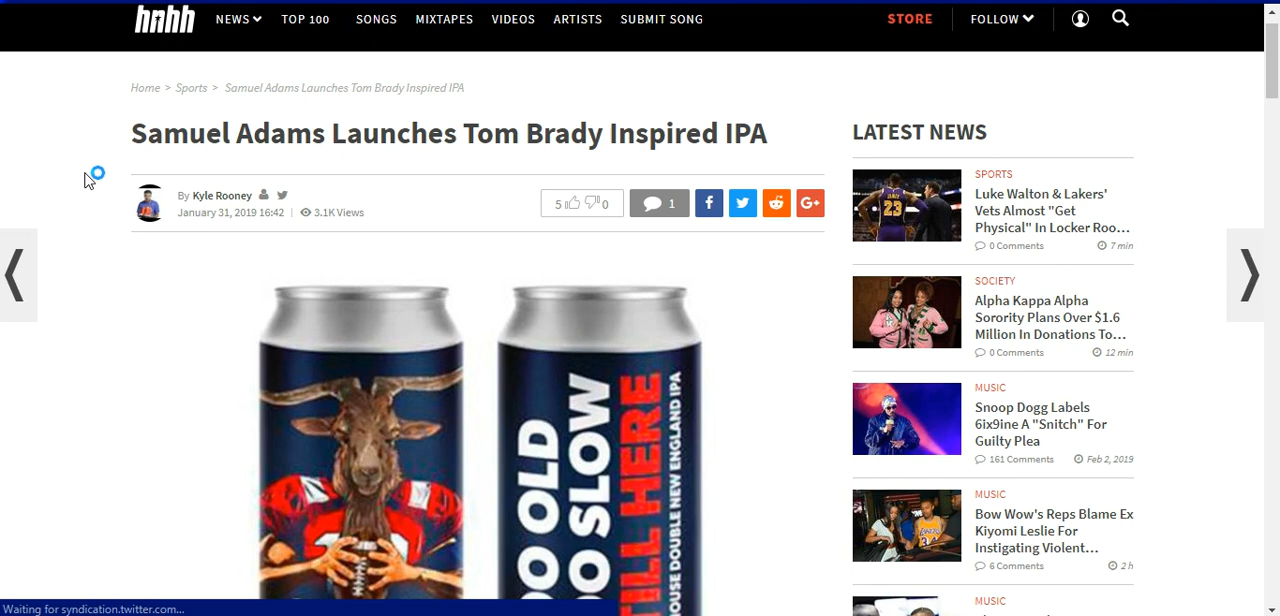 hnhh NEWS TOP 100 SONGS MIXTAPES VIDEOS ARTISTS SUBMIT SONG STORE FOLLOW
Home > Sports > Samuel Adams Launches Tom Brady Inspired IPA
Samuel Adams Launches Tom Brady Inspired IPA
By Kyle Rooney
January 31, 2019 16:42 | 3.1K Views
5 0 1 G+
OO OLD
OO SLOW
TILL HERE
HOUSE DOUBLE NEW ENGLAND IPA
LATEST NEWS
SPORTS
Luke Walton & Lakers'
Vets Almost "Get
Physical" In Locker Roo...
0 Comments 7 min
SOCIETY
Alpha Kappa Alpha
Sorority Plans Over $1.6
Million In Donations To...
0 Comments 12 min
MUSIC
Snoop Dogg Labels
6ix9ine A "Snitch" For
Guilty Plea
161 Comments Feb 2, 2019
MUSIC
Bow Wow's Reps Blame Ex
Kiyomi Leslie For
Instigating Violent...
6 Comments 2 h
MUSIC
Waiting for syndication.twitter.com...